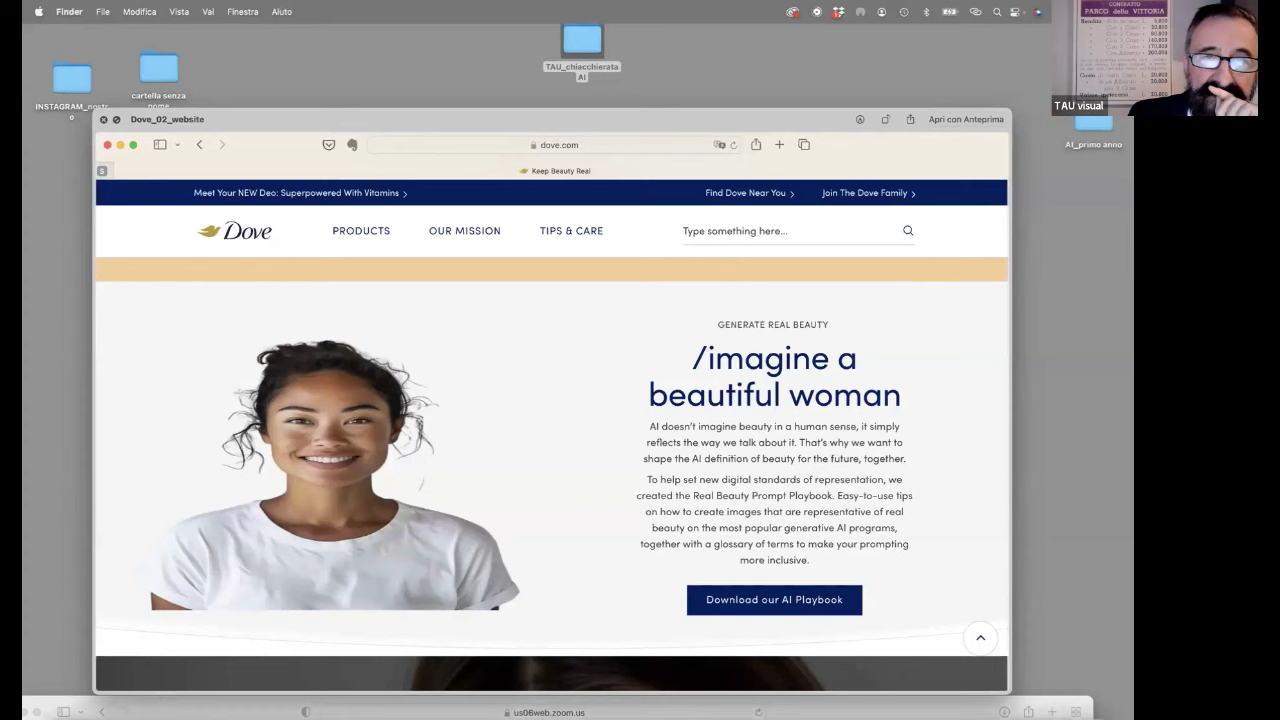 Finder File Modifica Vista Vai Finestra Aiuto
CONTRATTO
PARCO della VITTORIA
TAU visual
TAU_chiacchierata
AI
INSTAGRAM_nostr
o
cartella senza
nome
AI_primo anno
Dove_02_website
Apri con Anteprima
dove.com
S
Keep Beauty Real
Meet Your NEW Deo: Superpowered With Vitamins
Find Dove Near You
Join The Dove Family
Dove
PRODUCTS
OUR MISSION
TIPS & CARE
Type something here...
GENERATE REAL BEAUTY
/imagine a
beautiful woman
AI doesn't imagine beauty in a human sense, it simply
reflects the way we talk about it. That's why we want to
shape the AI definition of beauty for the future, together.
To help set new digital standards of representation, we
created the Real Beauty Prompt Playbook. Easy-to-use tips
on how to create images that are representative of real
beauty on the most popular generative AI programs,
together with a glossary of terms to make your prompting
more inclusive.
Download our AI Playbook
us06web.zoom.us